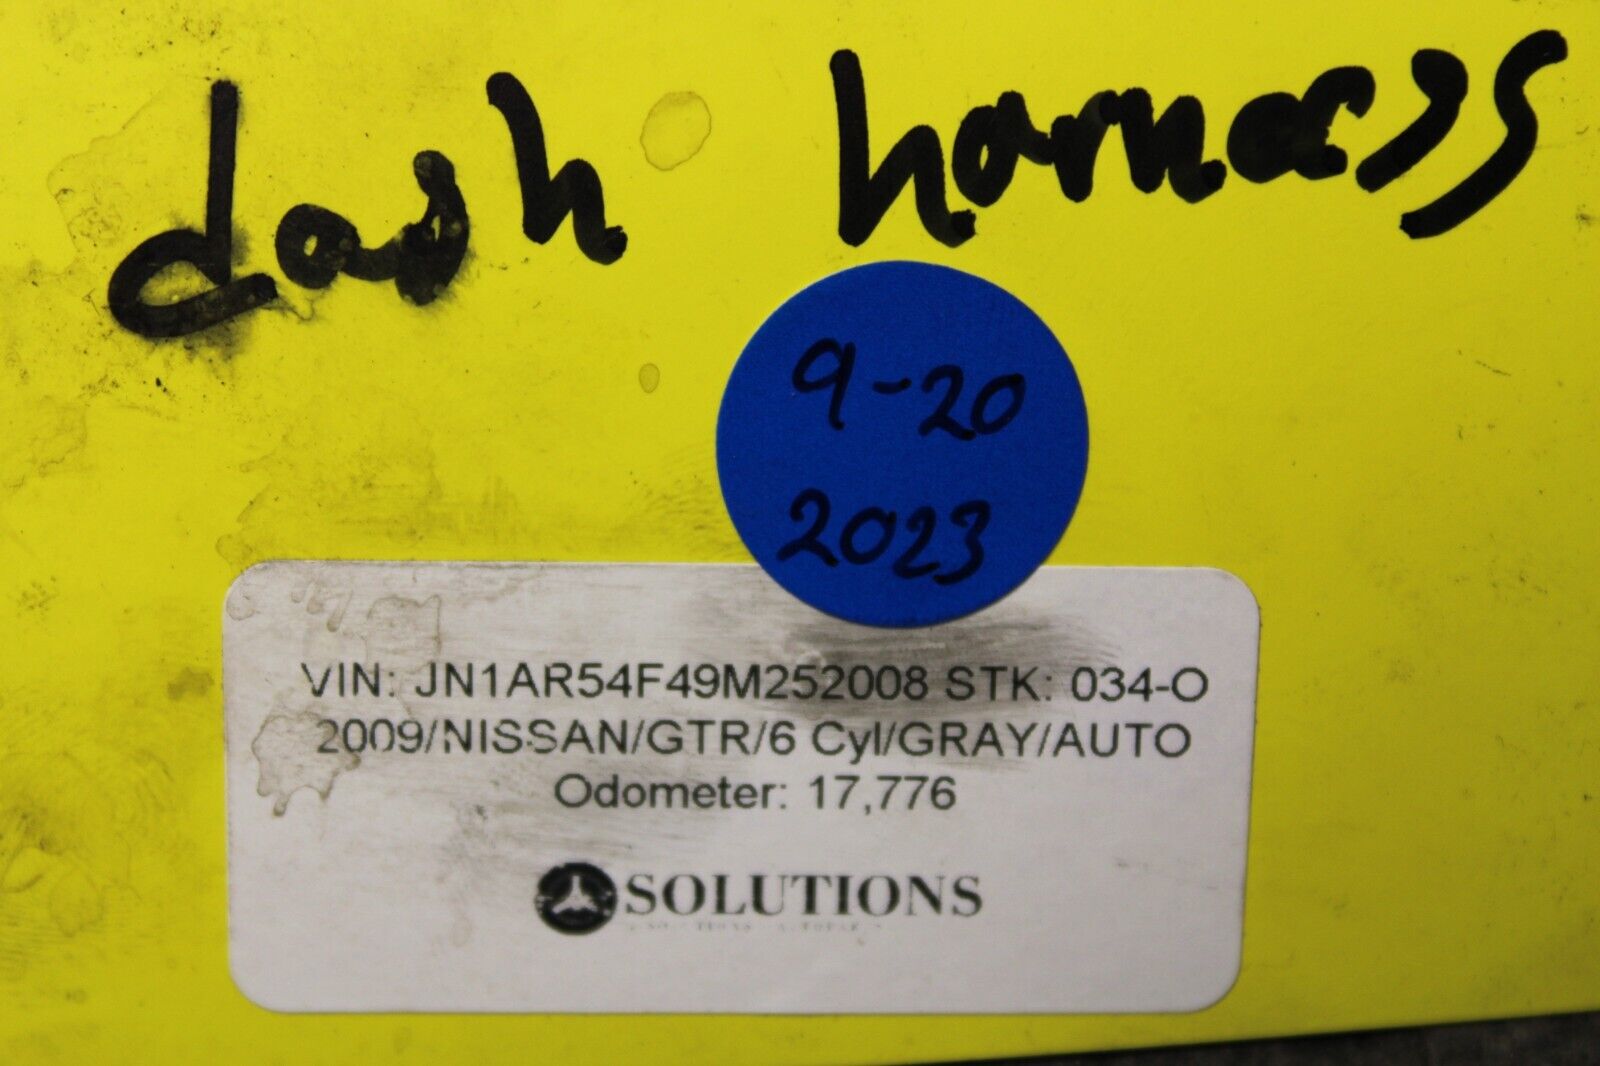 dash harness
9-20
2023
VIN: JN1AR54F49M252008 STK: 034-O
2009/NISSAN/GTR/6 Cyl/GRAY/AUTO
Odometer: 17,776
SOLUTIONS